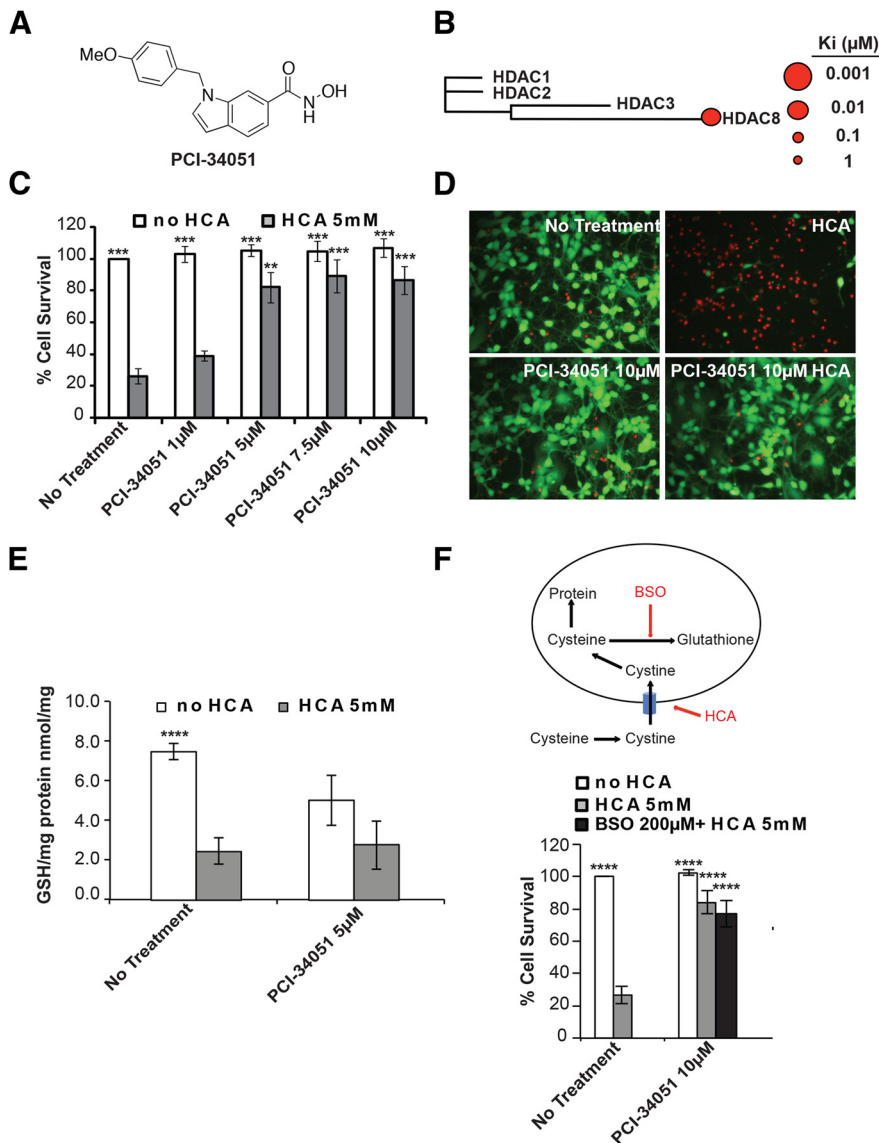 A
MeO
N
O
N
H
OH
PCI-34051
B
HDAC1
HDAC2
HDAC3
HDAC8
Ki (µM)
0.001
0.01
0.1
1
C
no HCA
HCA 5mM
% Cell Survival
120
100
80
60
40
20
0
***
***
***
**
***
***
***
***
No Treatment
PCI-34051 1µM
PCI-34051 5µM
PCI-34051 7.5µM
PCI-34051 10µM
D
No Treatment
HCA
PCI-34051 10µM
PCI-34051 10µM HCA
E
no HCA
HCA 5mM
GSH/mg protein nmol/mg
10.0
8.0
6.0
4.0
2.0
0.0
****
No Treatment
PCI-34051 5µM
F
Protein
BSO
Cysteine
Glutathione
Cystine
HCA
Cysteine
Cystine
no HCA
HCA 5mM
BSO 200µM+ HCA 5mM
% Cell Survival
120
100
80
60
40
20
0
****
****
****
****
No Treatment
PCI-34051 10µM